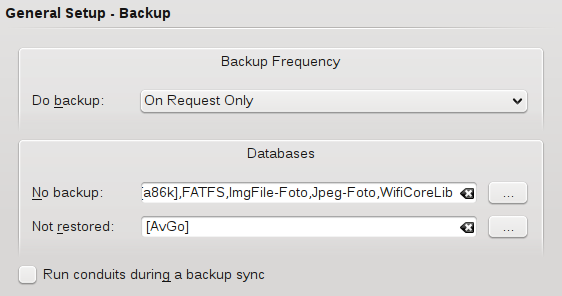 General Setup - Backup
Backup Frequency
Do backup: On Request Only
Databases
No backup: [a86k],FATFS,ImgFile-Foto,Jpeg-Foto,WifiCoreLib ...
Not restored: [AvGo] ...
Run conduits during a backup sync